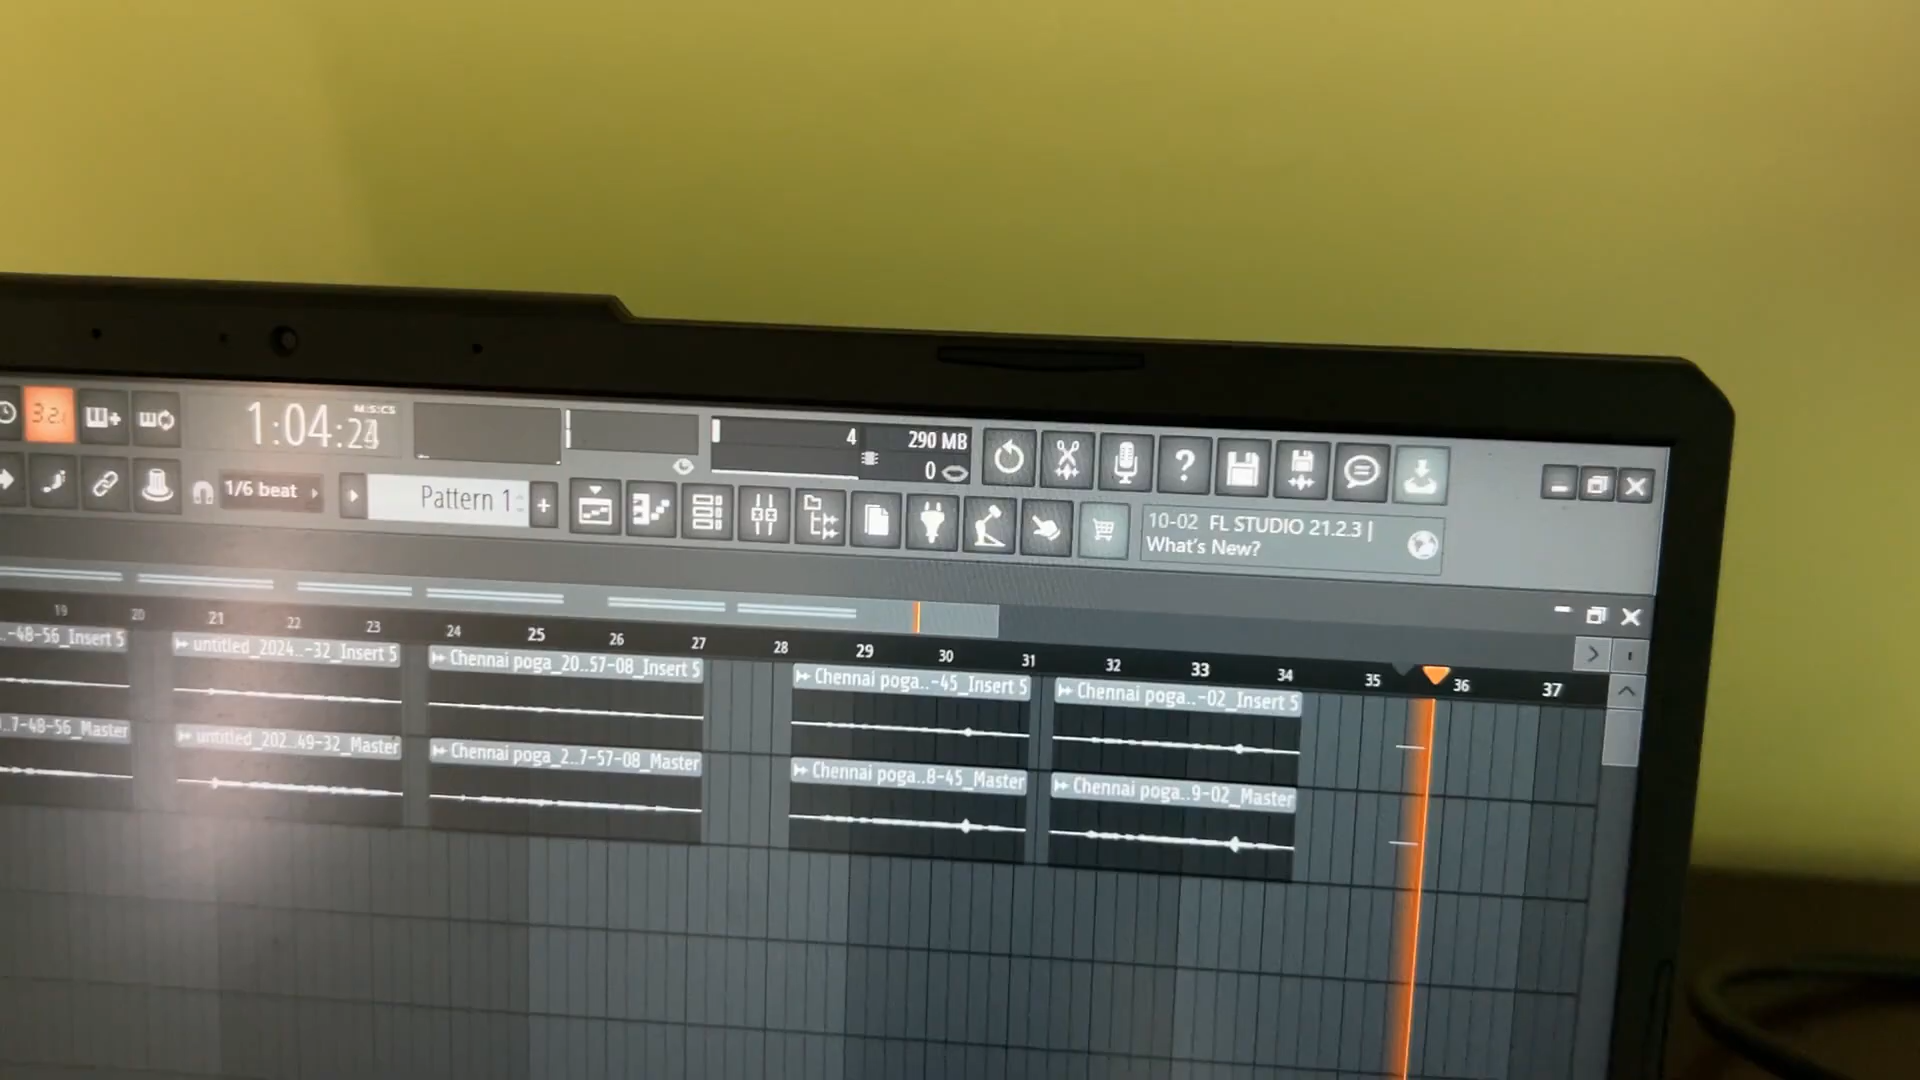 32
1:04:24
M:S:CS
4
290 MB
0
1/6 beat
Pattern 1
10-02 FL STUDIO 21.2.3 |
What's New?
19 20 21 22 23 24 25 26 27 28 29 30 31 32 33 34 35 36 37
..-48-56_Insert 5
untitled_2024..-32_Insert 5
Chennai poga_20..57-08_Insert 5
Chennai poga..-45_Insert 5
Chennai poga..-02_Insert 5
..7-48-56_Master
untitled_202..49-32_Master
Chennai poga_2..7-57-08_Master
Chennai poga..8-45_Master
Chennai poga..9-02_Master